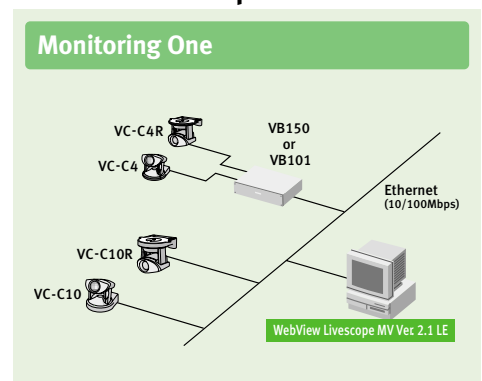 Monitoring One
VC-C4R
VC-C4
VB150
or
VB101
Ethernet
(10/100Mbps)
VC-C10R
VC-C10
WebView Livescope MV Ver. 2.1 LE